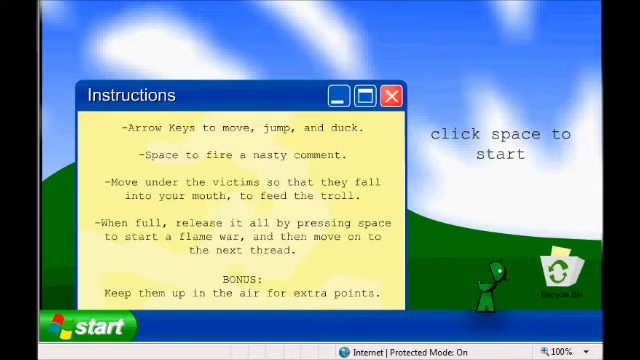 Instructions
-Arrow Keys to move, jump, and duck.
-Space to fire a nasty comment.
-Move under the victims so that they fall
into your mouth, to feed the troll.
-When full, release it all by pressing space
to start a flame war, and then move on to
the next thread.
BONUS:
Keep them up in the air for extra points.
click space to
start
Recycle Bin
start
Internet | Protected Mode: On
100%